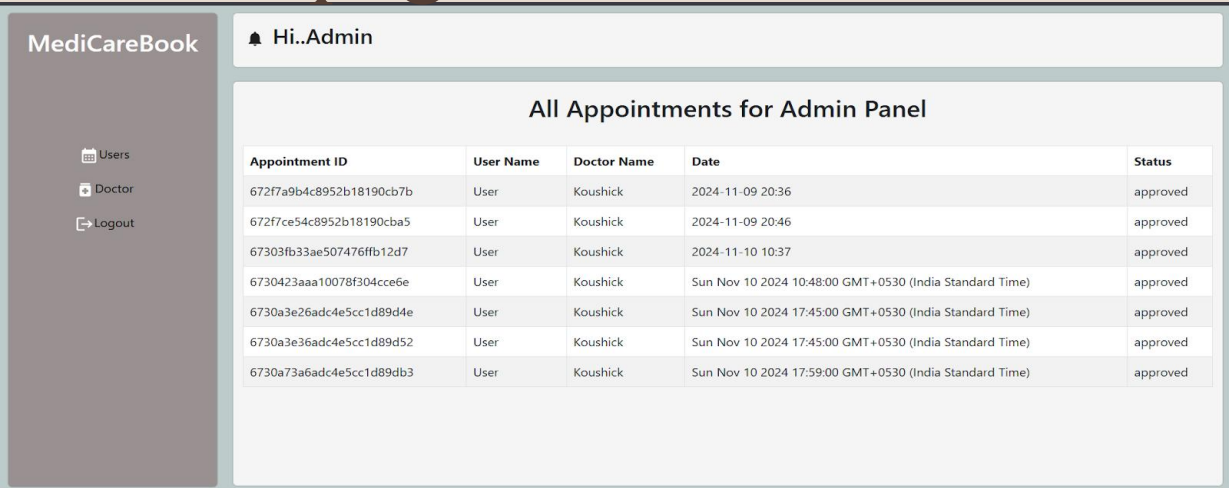 MediCareBook
Hi..Admin
Users
Doctor
Logout
All Appointments for Admin Panel
Appointment ID User Name Doctor Name Date Status
672f7a9b4c8952b18190cb7b User Koushick 2024-11-09 20:36 approved
672f7ce54c8952b18190cba5 User Koushick 2024-11-09 20:46 approved
67303fb33ae507476ffb12d7 User Koushick 2024-11-10 10:37 approved
6730423aaa10078f304cce6e User Koushick Sun Nov 10 2024 10:48:00 GMT+0530 (India Standard Time) approved
6730a3e26adc4e5cc1d89d4e User Koushick Sun Nov 10 2024 17:45:00 GMT+0530 (India Standard Time) approved
6730a3e36adc4e5cc1d89d52 User Koushick Sun Nov 10 2024 17:45:00 GMT+0530 (India Standard Time) approved
6730a73a6adc4e5cc1d89db3 User Koushick Sun Nov 10 2024 17:59:00 GMT+0530 (India Standard Time) approved